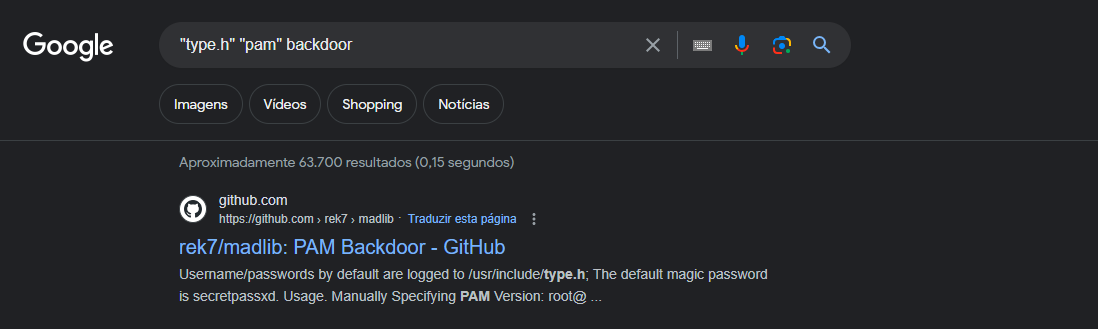 Google
"type.h" "pam" backdoor
Imagens Vídeos Shopping Notícias
Aproximadamente 63.700 resultados (0,15 segundos)
github.com
https://github.com › rek7 › madlib · Traduzir esta página
rek7/madlib: PAM Backdoor - GitHub
Username/passwords by default are logged to /usr/include/type.h; The default magic password
is secretpassxd. Usage. Manually Specifying PAM Version: root@ ...